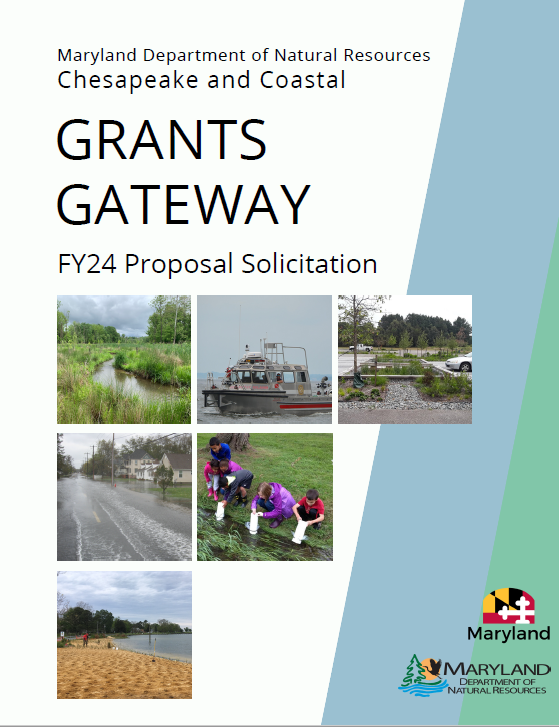 Maryland Department of Natural Resources
Chesapeake and Coastal
GRANTS
GATEWAY
FY24 Proposal Solicitation
Maryland
MARYLAND
DEPARTMENT OF
NATURAL RESOURCES